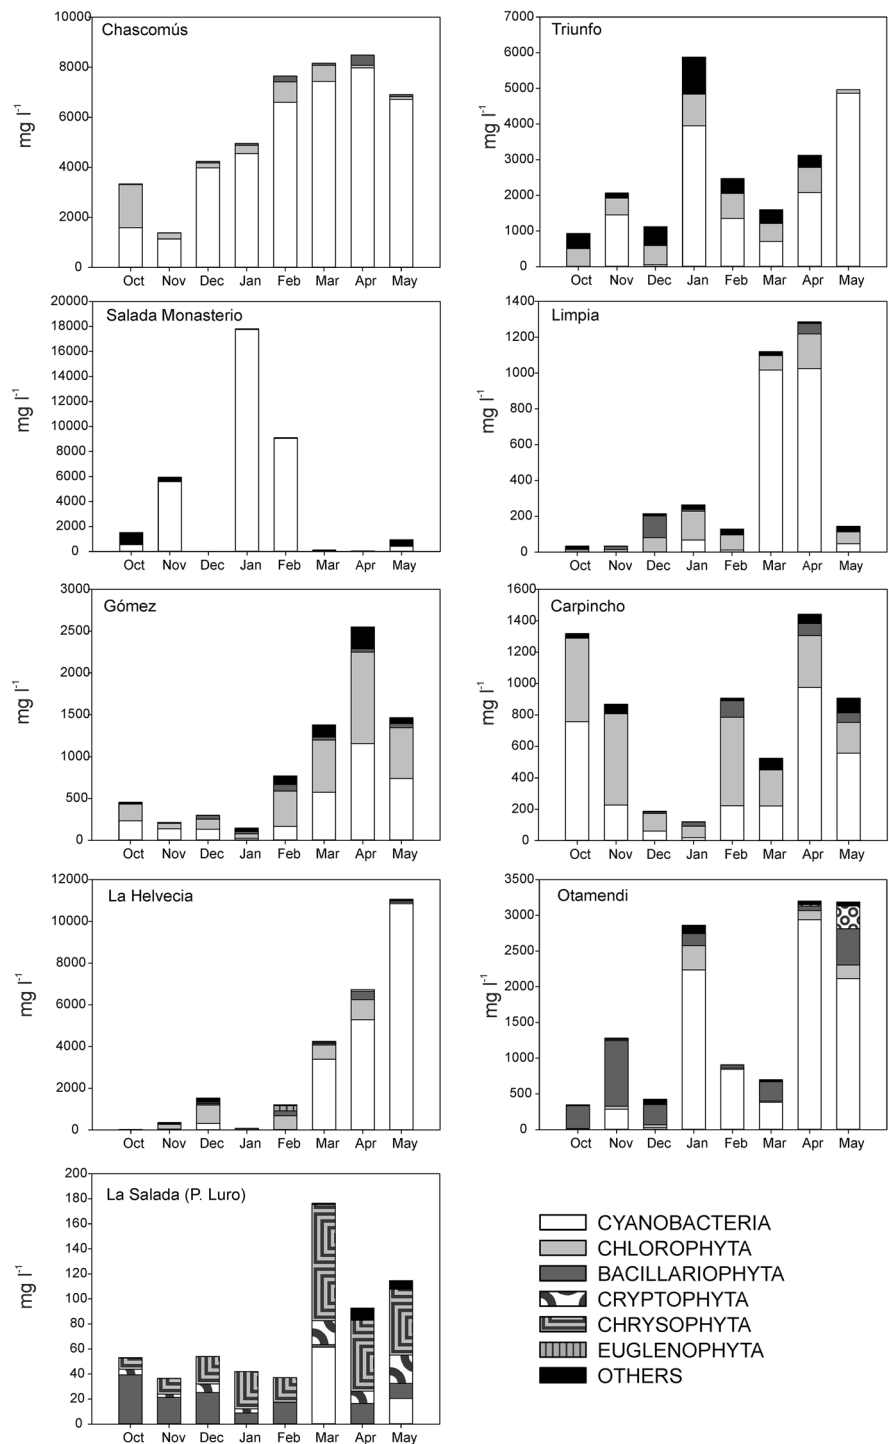 Chascomús
mg l-1
10000
8000
6000
4000
2000
0
Oct Nov Dec Jan Feb Mar Apr May
Triunfo
mg l-1
7000
6000
5000
4000
3000
2000
1000
0
Oct Nov Dec Jan Feb Mar Apr May
Salada Monasterio
mg l-1
20000
18000
16000
14000
12000
10000
8000
6000
4000
2000
0
Oct Nov Dec Jan Feb Mar Apr May
Limpia
mg l-1
1400
1200
1000
800
600
400
200
0
Oct Nov Dec Jan Feb Mar Apr May
Gómez
mg l-1
3000
2500
2000
1500
1000
500
0
Oct Nov Dec Jan Feb Mar Apr May
Carpincho
mg l-1
1600
1400
1200
1000
800
600
400
200
0
Oct Nov Dec Jan Feb Mar Apr May
La Helvecia
mg l-1
12000
10000
8000
6000
4000
2000
0
Oct Nov Dec Jan Feb Mar Apr May
Otamendi
mg l-1
3500
3000
2500
2000
1500
1000
500
0
Oct Nov Dec Jan Feb Mar Apr May
La Salada (P. Luro)
mg l-1
200
180
160
140
120
100
80
60
40
20
0
Oct Nov Dec Jan Feb Mar Apr May
CYANOBACTERIA
CHLOROPHYTA
BACILLARIOPHYTA
CRYPTOPHYTA
CHRYSOPHYTA
EUGLENOPHYTA
OTHERS